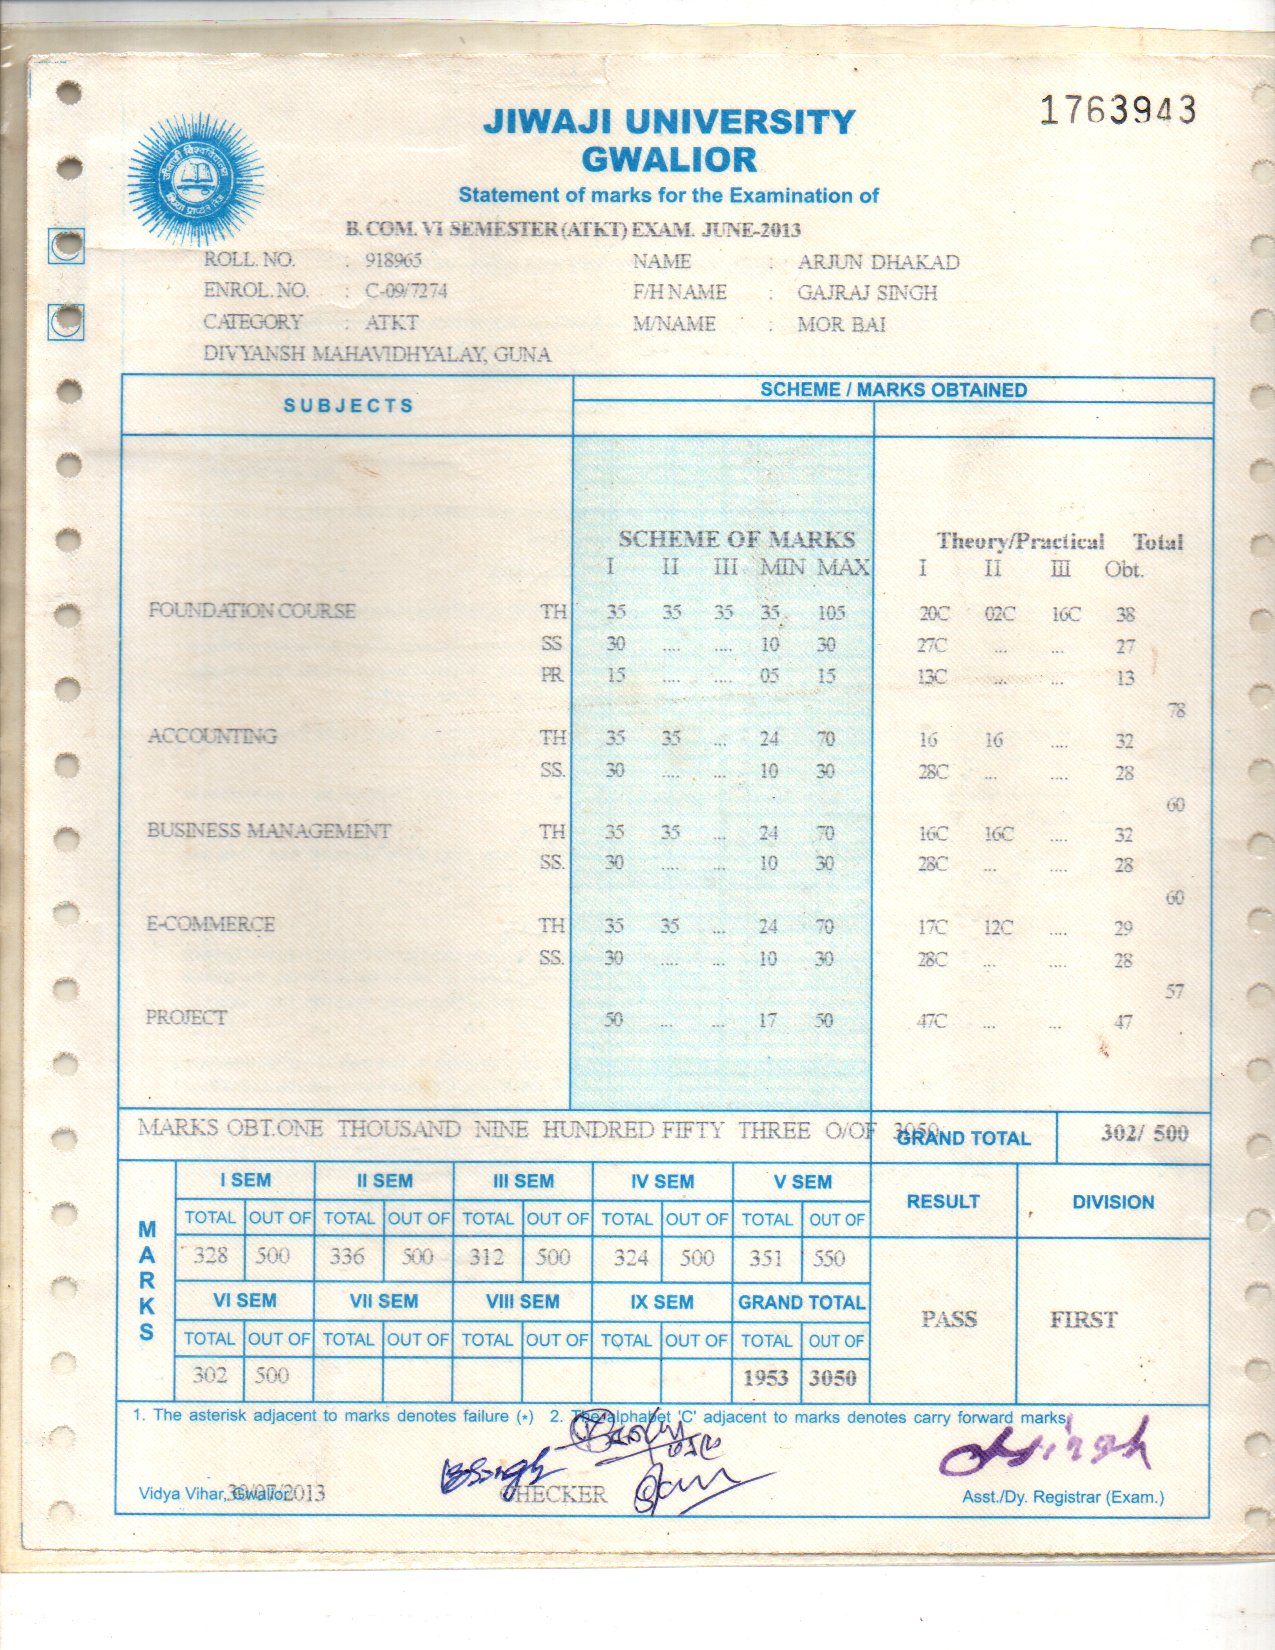 1763943
JIWAJI UNIVERSITY
GWALIOR
Statement of marks for the Examination of
B. COM. VI SEMESTER (ATKT) EXAM. JUNE-2013
ROLL. NO. : 918965 NAME : ARJUN DHAKAD
ENROL. NO. : C-09/7274 F/H NAME : GAJRAJ SINGH
CATEGORY : ATKT M/NAME : MOR BAI
DIVYANSH MAHAVIDHYALAY, GUNA
SUBJECTS SCHEME / MARKS OBTAINED
SCHEME OF MARKS Theory/Practical Total
I II III MIN MAX I II III Obt.
FOUNDATION COURSE TH 35 35 35 35 105 20C 02C 16C 38
SS 30 .... .... 10 30 27C ... ... 27
PR 15 .... .... 05 15 13C ... ... 13
78
ACCOUNTING TH 35 35 ... 24 70 16 16 .... 32
SS. 30 .... ... 10 30 28C ... .... 28
60
BUSINESS MANAGEMENT TH 35 35 ... 24 70 16C 16C .... 32
SS. 30 .... ... 10 30 28C ... .... 28
60
E-COMMERCE TH 35 35 ... 24 70 17C 12C .... 29
SS. 30 .... ... 10 30 28C ... .... 28
57
PROJECT 50 ... ... 17 50 47C ... ... 47
MARKS OBT.ONE THOUSAND NINE HUNDRED FIFTY THREE O/OF 3050 GRAND TOTAL 302/ 500
MARKS
I SEM II SEM III SEM IV SEM V SEM RESULT DIVISION
TOTAL OUT OF TOTAL OUT OF TOTAL OUT OF TOTAL OUT OF TOTAL OUT OF
328 500 336 500 312 500 324 500 351 550
VI SEM VII SEM VIII SEM IX SEM GRAND TOTAL PASS FIRST
TOTAL OUT OF TOTAL OUT OF TOTAL OUT OF TOTAL OUT OF TOTAL OUT OF
302 500 1953 3050
1. The asterisk adjacent to marks denotes failure (*) 2. The alphabet 'C' adjacent to marks denotes carry forward marks
Vidya Vihar, Gwalior 30/07/2013 CHECKER Asst./Dy. Registrar (Exam.)